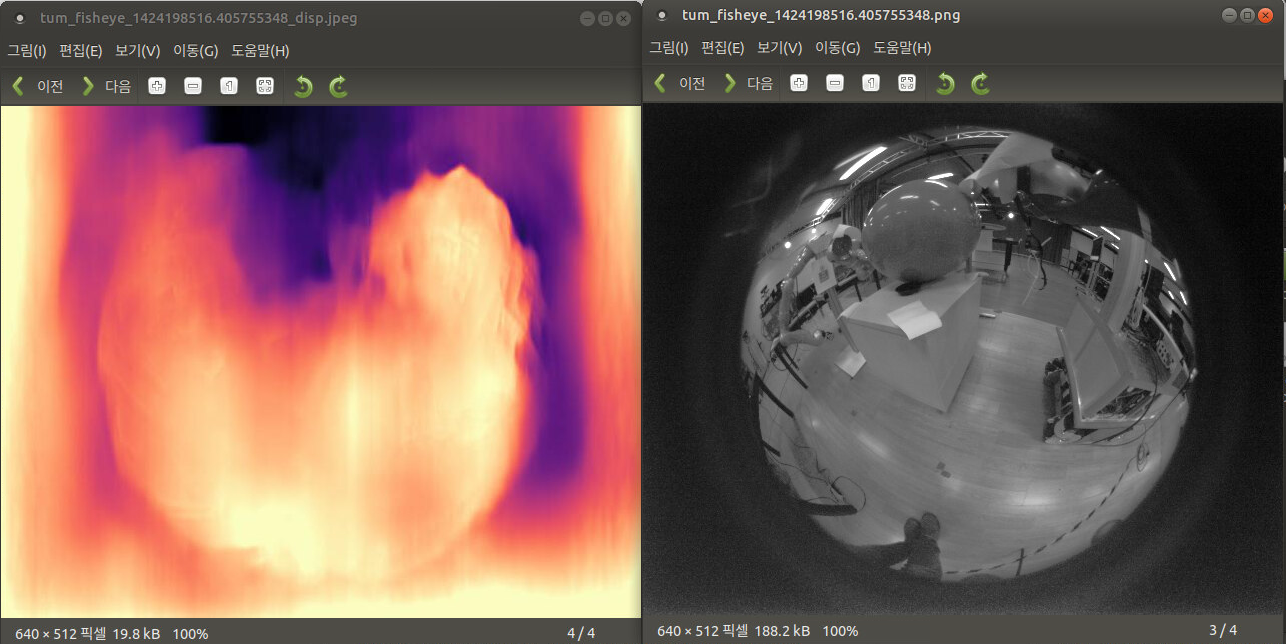 tum_fisheye_1424198516.405755348_disp.jpeg
그림(I) 편집(E) 보기(V) 이동(G) 도움말(H)
이전 다음
640 × 512 픽셀 19.8 kB 100%
4 / 4
tum_fisheye_1424198516.405755348.png
그림(I) 편집(E) 보기(V) 이동(G) 도움말(H)
이전 다음
640 × 512 픽셀 188.2 kB 100%
3 / 4